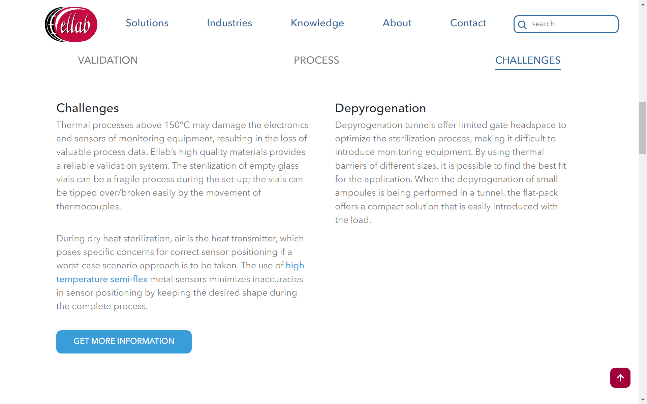 ellab
Solutions
Industries
Knowledge
About
Contact
search
VALIDATION
PROCESS
CHALLENGES
Challenges
Thermal processes above 150°C may damage the electronics
and sensors of monitoring equipment, resulting in the loss of
valuable process data. Ellab's high quality materials provides
a reliable validation system. The sterilization of empty glass
vials can be a fragile process during the set-up; the vials can
be tipped over/broken easily by the movement of
thermocouples.
During dry heat sterilization, air is the heat transmitter, which
poses specific concerns for correct sensor positioning if a
worst-case scenario approach is to be taken. The use of high
temperature semi-flex metal sensors minimizes inaccuracies
in sensor positioning by keeping the desired shape during
the complete process.
GET MORE INFORMATION
Depyrogenation
Depyrogenation tunnels offer limited gate headspace to
optimize the sterilization process, making it difficult to
introduce monitoring equipment. By using thermal
barriers of different sizes, it is possible to find the best fit
for the application. When the depyrogenation of small
ampoules is being performed in a tunnel, the flat-pack
offers a compact solution that is easily introduced with
the load.